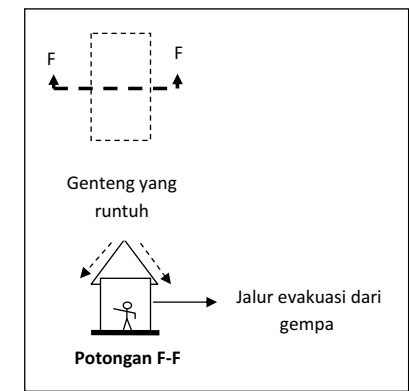 F F
Genteng yang
runtuh
Jalur evakuasi dari
gempa
Potongan F-F